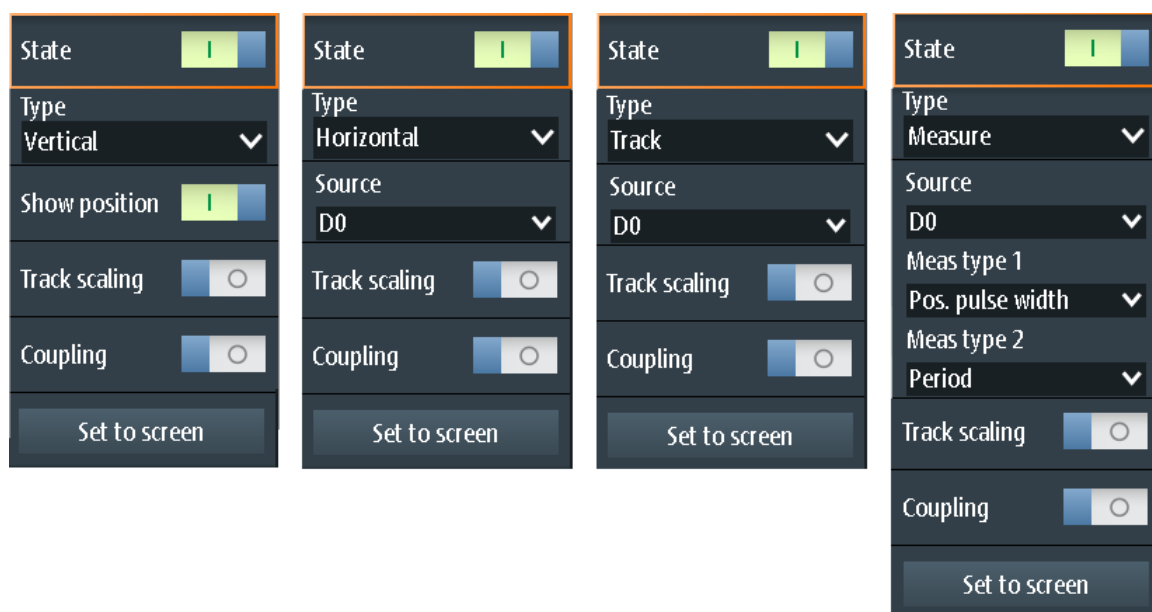 State
Type
Vertical
Show position
Track scaling
Coupling
Set to screen
State
Type
Horizontal
Source
D0
Track scaling
Coupling
Set to screen
State
Type
Track
Source
D0
Track scaling
Coupling
Set to screen
State
Type
Measure
Source
D0
Meas type 1
Pos. pulse width
Meas type 2
Period
Track scaling
Coupling
Set to screen